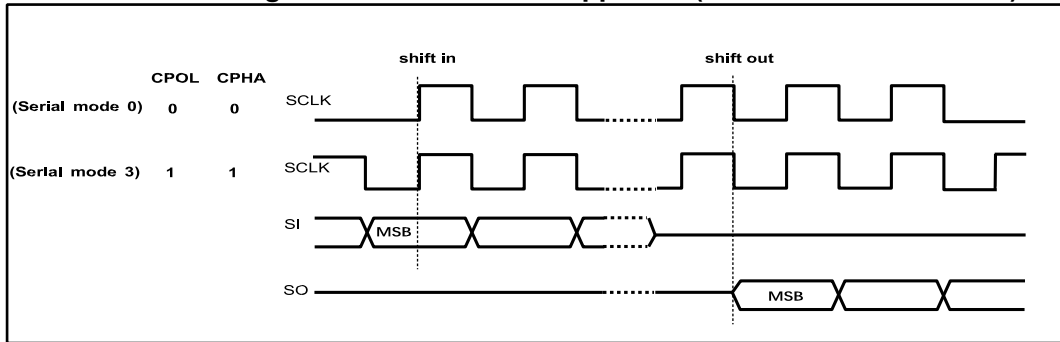 shift in shift out
CPOL CPHA
(Serial mode 0) 0 0 SCLK
(Serial mode 3) 1 1 SCLK
SI MSB
SO MSB